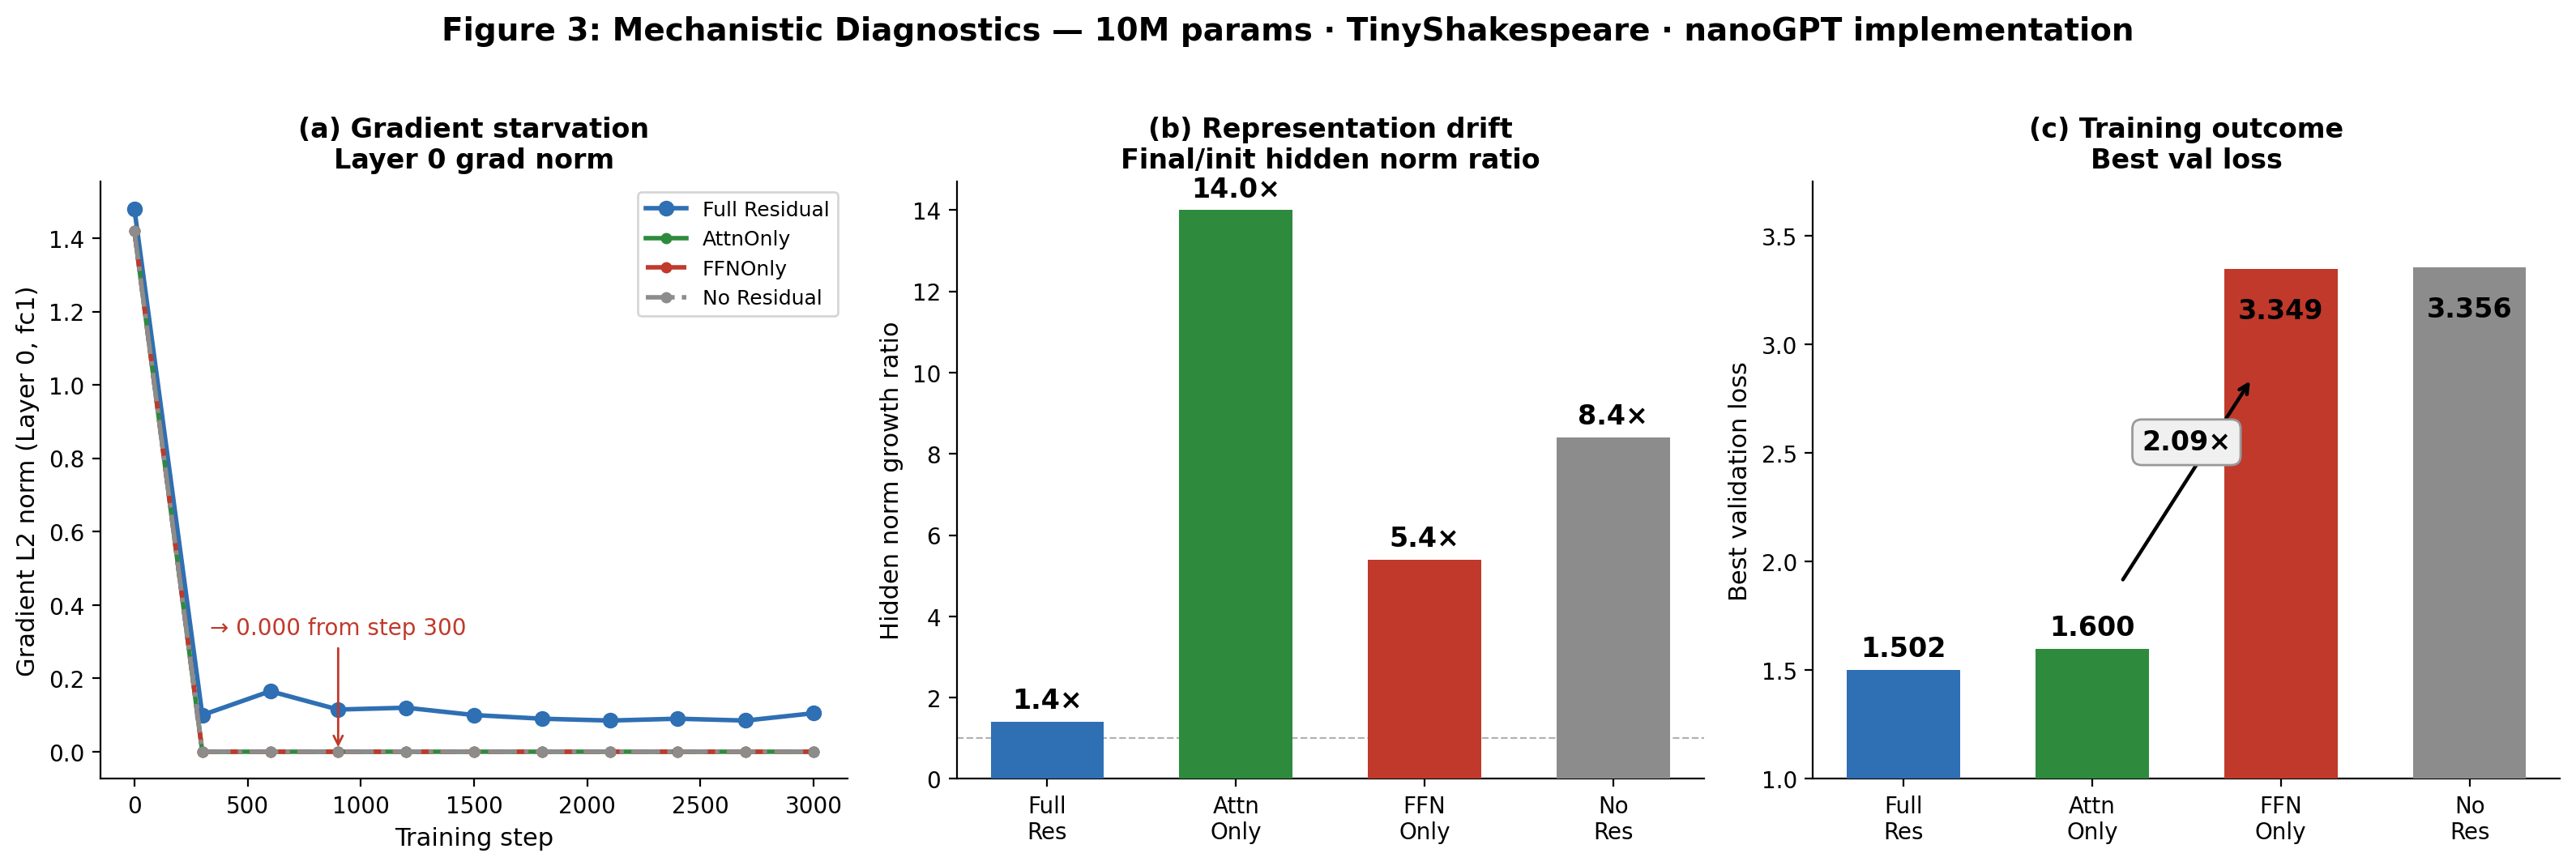 Figure 3: Mechanistic Diagnostics — 10M params · TinyShakespeare · nanoGPT implementation
(a) Gradient starvation
Layer 0 grad norm
Gradient L2 norm (Layer 0, fc1)
1.4
1.2
1.0
0.8
0.6
0.4
0.2
0.0
Full Residual
AttnOnly
FFNOnly
No Residual
→ 0.000 from step 300
0
500
1000
1500
2000
2500
3000
Training step
(b) Representation drift
Final/init hidden norm ratio
Hidden norm growth ratio
14
12
10
8
6
4
2
0
1.4×
14.0×
5.4×
8.4×
Full
Res
Attn
Only
FFN
Only
No
Res
(c) Training outcome
Best val loss
Best validation loss
3.5
3.0
2.5
2.0
1.5
1.0
1.502
1.600
3.349
3.356
2.09×
Full
Res
Attn
Only
FFN
Only
No
Res